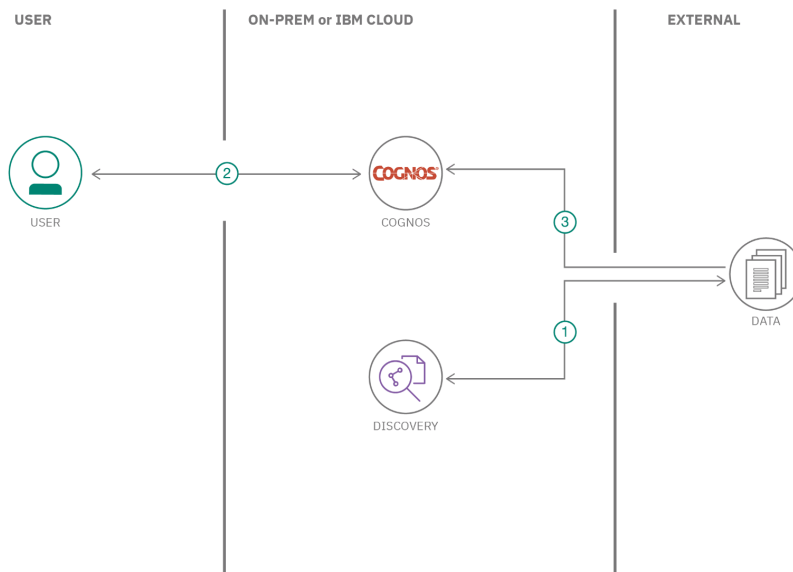 USER
ON-PREM or IBM CLOUD
EXTERNAL
2
COGNOS
3
USER
COGNOS
1
DATA
DISCOVERY